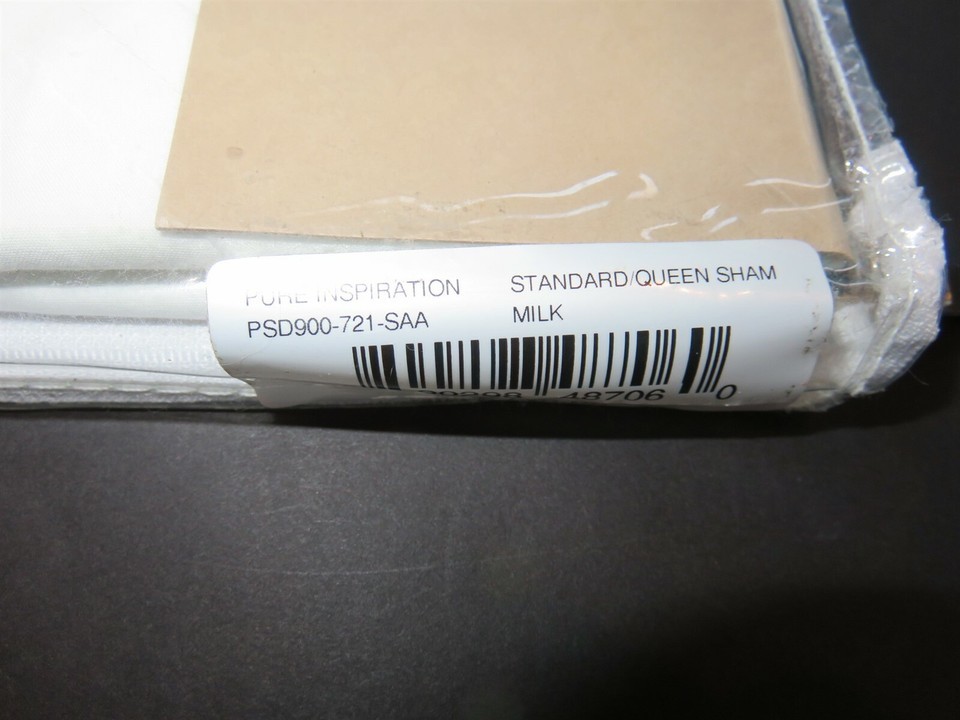 PURE INSPIRATION
PSD900-721-SAA
STANDARD/QUEEN SHAM
MILK
48706 0